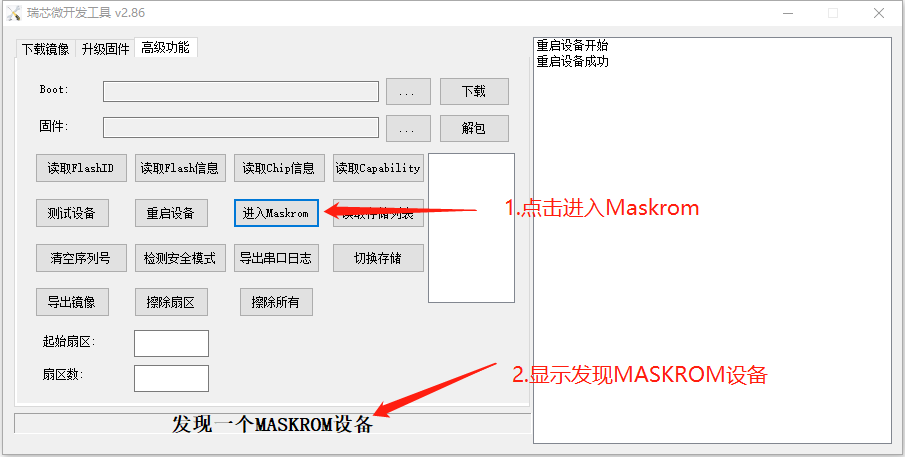 瑞芯微开发工具 v2.86
下载镜像 升级固件 高级功能
Boot: ... 下载
固件: ... 解包
读取FlashID 读取Flash信息 读取Chip信息 读取Capability
测试设备 重启设备 进入Maskrom 读取存储列表
清空序列号 检测安全模式 导出串口日志 切换存储
导出镜像 擦除扇区 擦除所有
起始扇区:
扇区数:
发现一个MASKROM设备
重启设备开始
重启设备成功
1.点击进入Maskrom
2.显示发现MASKROM设备